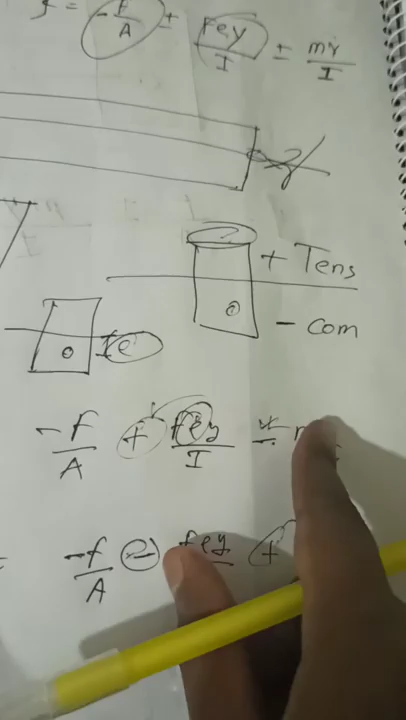 f = -F/A ± Fey/I ± my/I
+ Tens
- com
e
-f/A + fey/I -
= -f/A - fey +